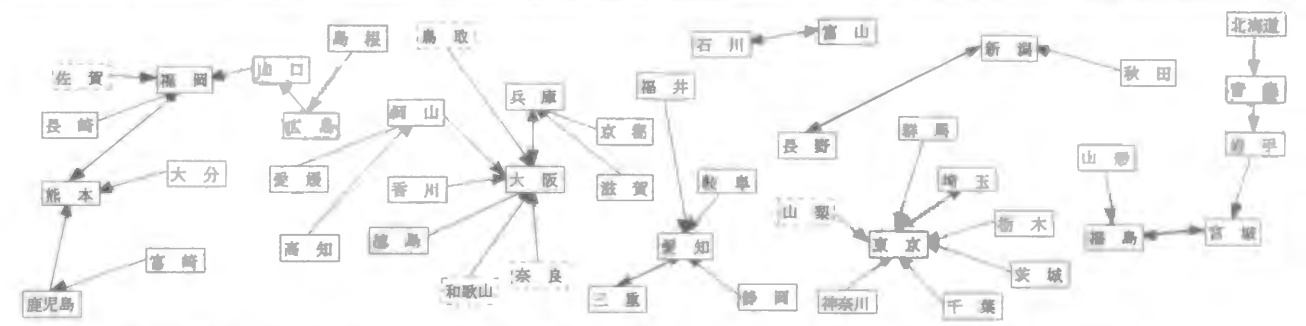 北海道
島根
鳥取
石川
富山
新潟
秋田
佐賀
福岡
山口
福井
青森
長崎
広島
岡山
兵庫
京都
群馬
長野
山形
岩手
熊本
大分
愛媛
香川
大阪
滋賀
岐阜
埼玉
山梨
栃木
高知
徳島
愛知
東京
福島
宮城
宮崎
和歌山
奈良
三重
静岡
神奈川
千葉
茨城
鹿児島